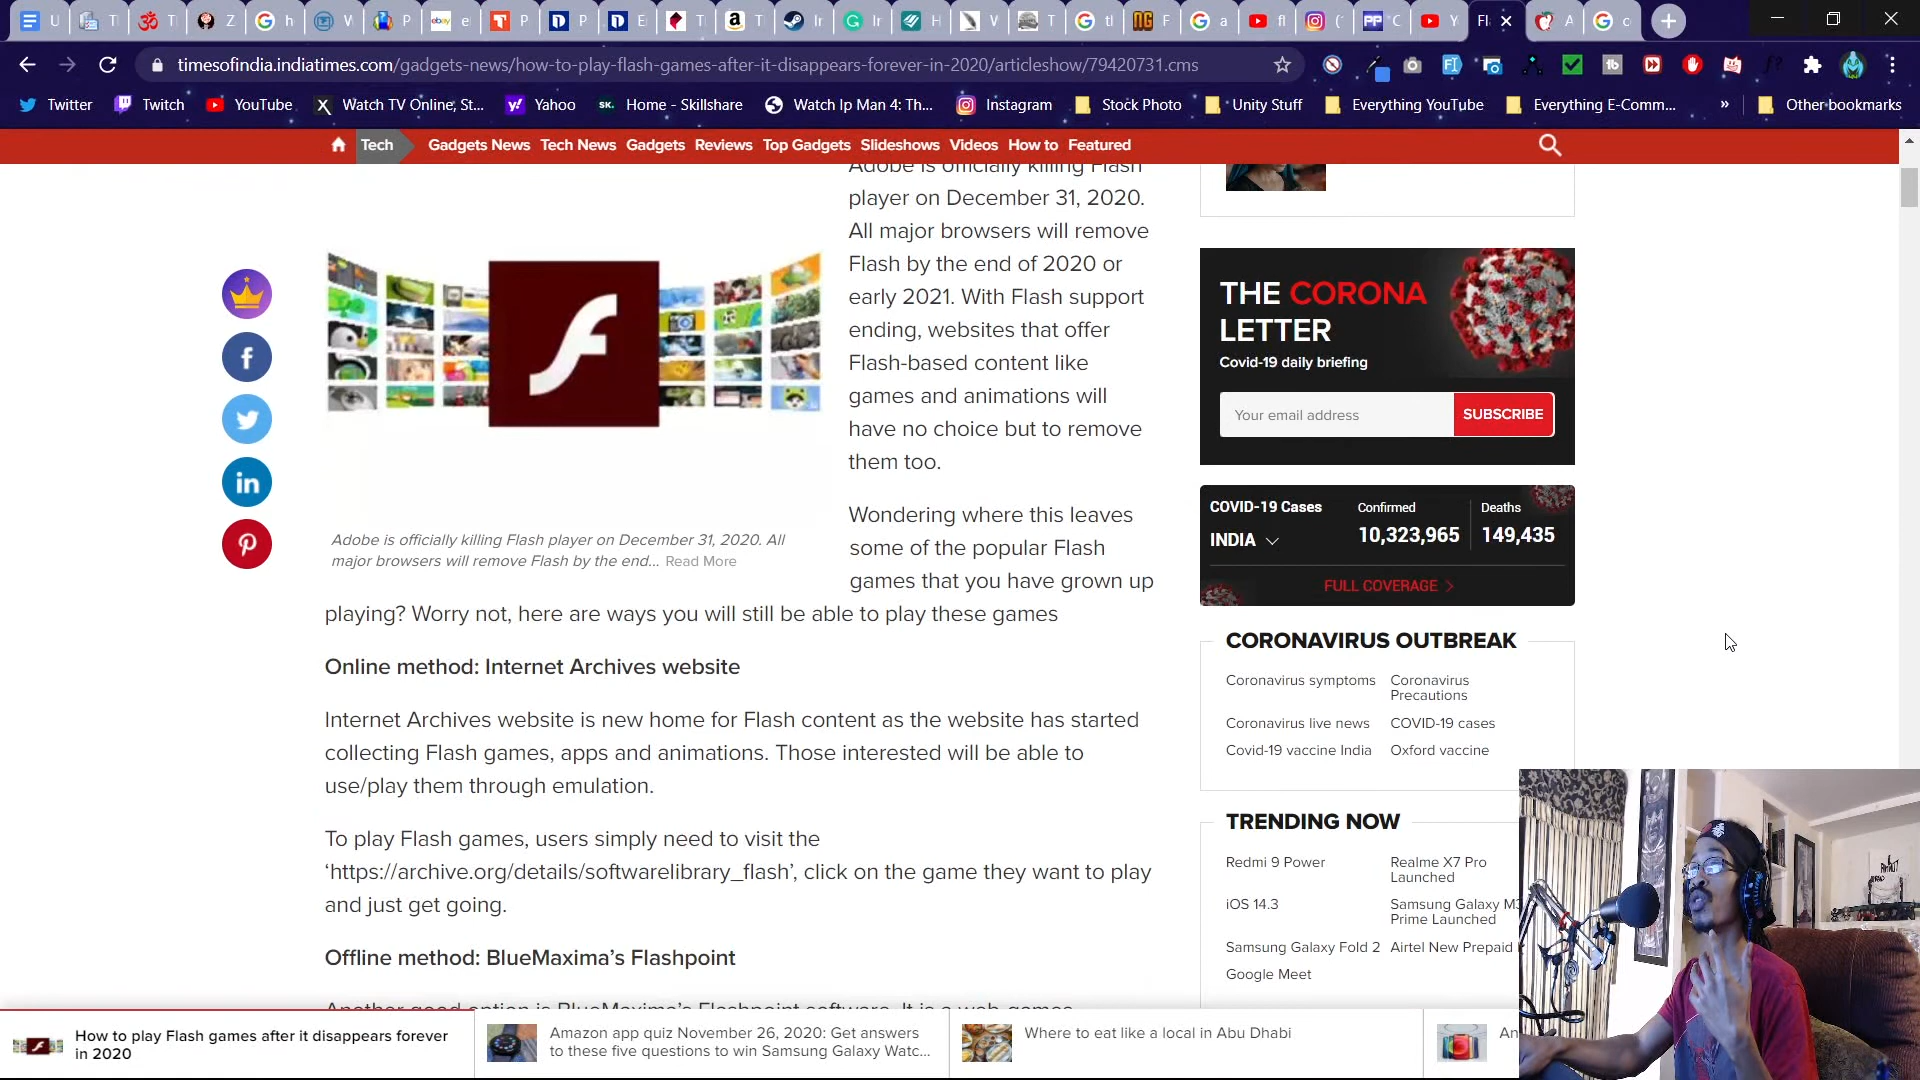 U
T
T
Z
h
V
P
e
P
P
E
T
T
Ir
Ir
H
V
T
tl
F
a
fl
(
C
Y
Fl
A
c
timesofindia.indiatimes.com/gadgets-news/how-to-play-flash-games-after-it-disappears-forever-in-2020/articleshow/79420731.cms
Twitter
Twitch
YouTube
Watch TV Online, St...
Yahoo
Home - Skillshare
Watch Ip Man 4: Th...
Instagram
Stock Photo
Unity Stuff
Everything YouTube
Everything E-Comm...
»
Other bookmarks
Tech
Gadgets News
Tech News
Gadgets
Reviews
Top Gadgets
Slideshows
Videos
How to
Featured
Adobe is officially killing Flash
player on December 31, 2020.
All major browsers will remove
Flash by the end of 2020 or
early 2021. With Flash support
ending, websites that offer
Flash-based content like
games and animations will
have no choice but to remove
them too.
Adobe is officially killing Flash player on December 31, 2020. All
major browsers will remove Flash by the end... Read More
Wondering where this leaves
some of the popular Flash
games that you have grown up
playing? Worry not, here are ways you will still be able to play these games
Online method: Internet Archives website
Internet Archives website is new home for Flash content as the website has started
collecting Flash games, apps and animations. Those interested will be able to
use/play them through emulation.
To play Flash games, users simply need to visit the
‘https://archive.org/details/softwarelibrary_flash’, click on the game they want to play
and just get going.
Offline method: BlueMaxima’s Flashpoint
Another good option is BlueMaxima’s Flashpoint software. It is a web games
THE CORONA
LETTER
Covid-19 daily briefing
Your email address
SUBSCRIBE
COVID-19 Cases
INDIA
Confirmed
10,323,965
Deaths
149,435
FULL COVERAGE
CORONAVIRUS OUTBREAK
Coronavirus symptoms
Coronavirus
Precautions
Coronavirus live news
COVID-19 cases
Covid-19 vaccine India
Oxford vaccine
TRENDING NOW
Redmi 9 Power
Realme X7 Pro
Launched
iOS 14.3
Samsung Galaxy
Prime Launched
Samsung Galaxy Fold 2
Airtel New Prepaid
Google Meet
How to play Flash games after it disappears forever
in 2020
Amazon app quiz November 26, 2020: Get answers
to these five questions to win Samsung Galaxy Watc...
Where to eat like a local in Abu Dhabi
An